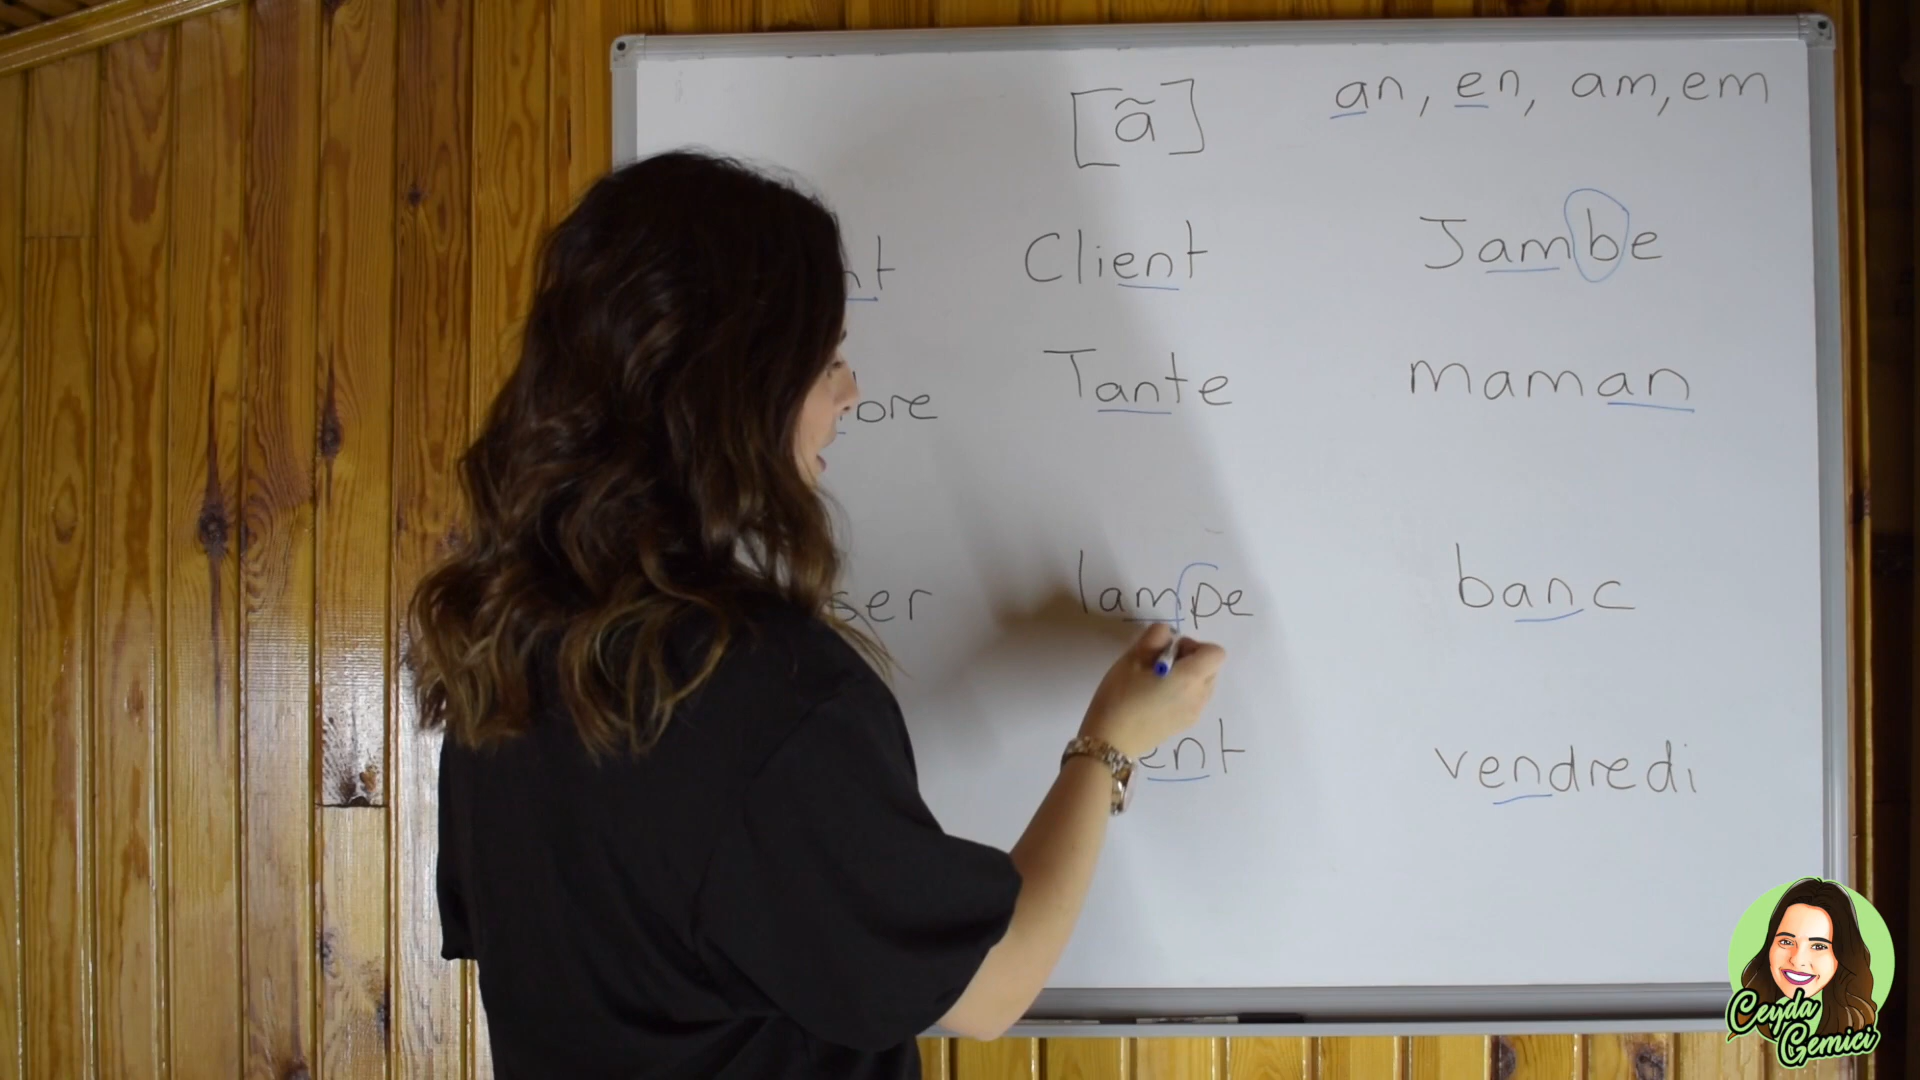 [ã] an, en, am, em
Client Jambe
Tante maman
lampe banc
vendredi
Ceyda
Gemici